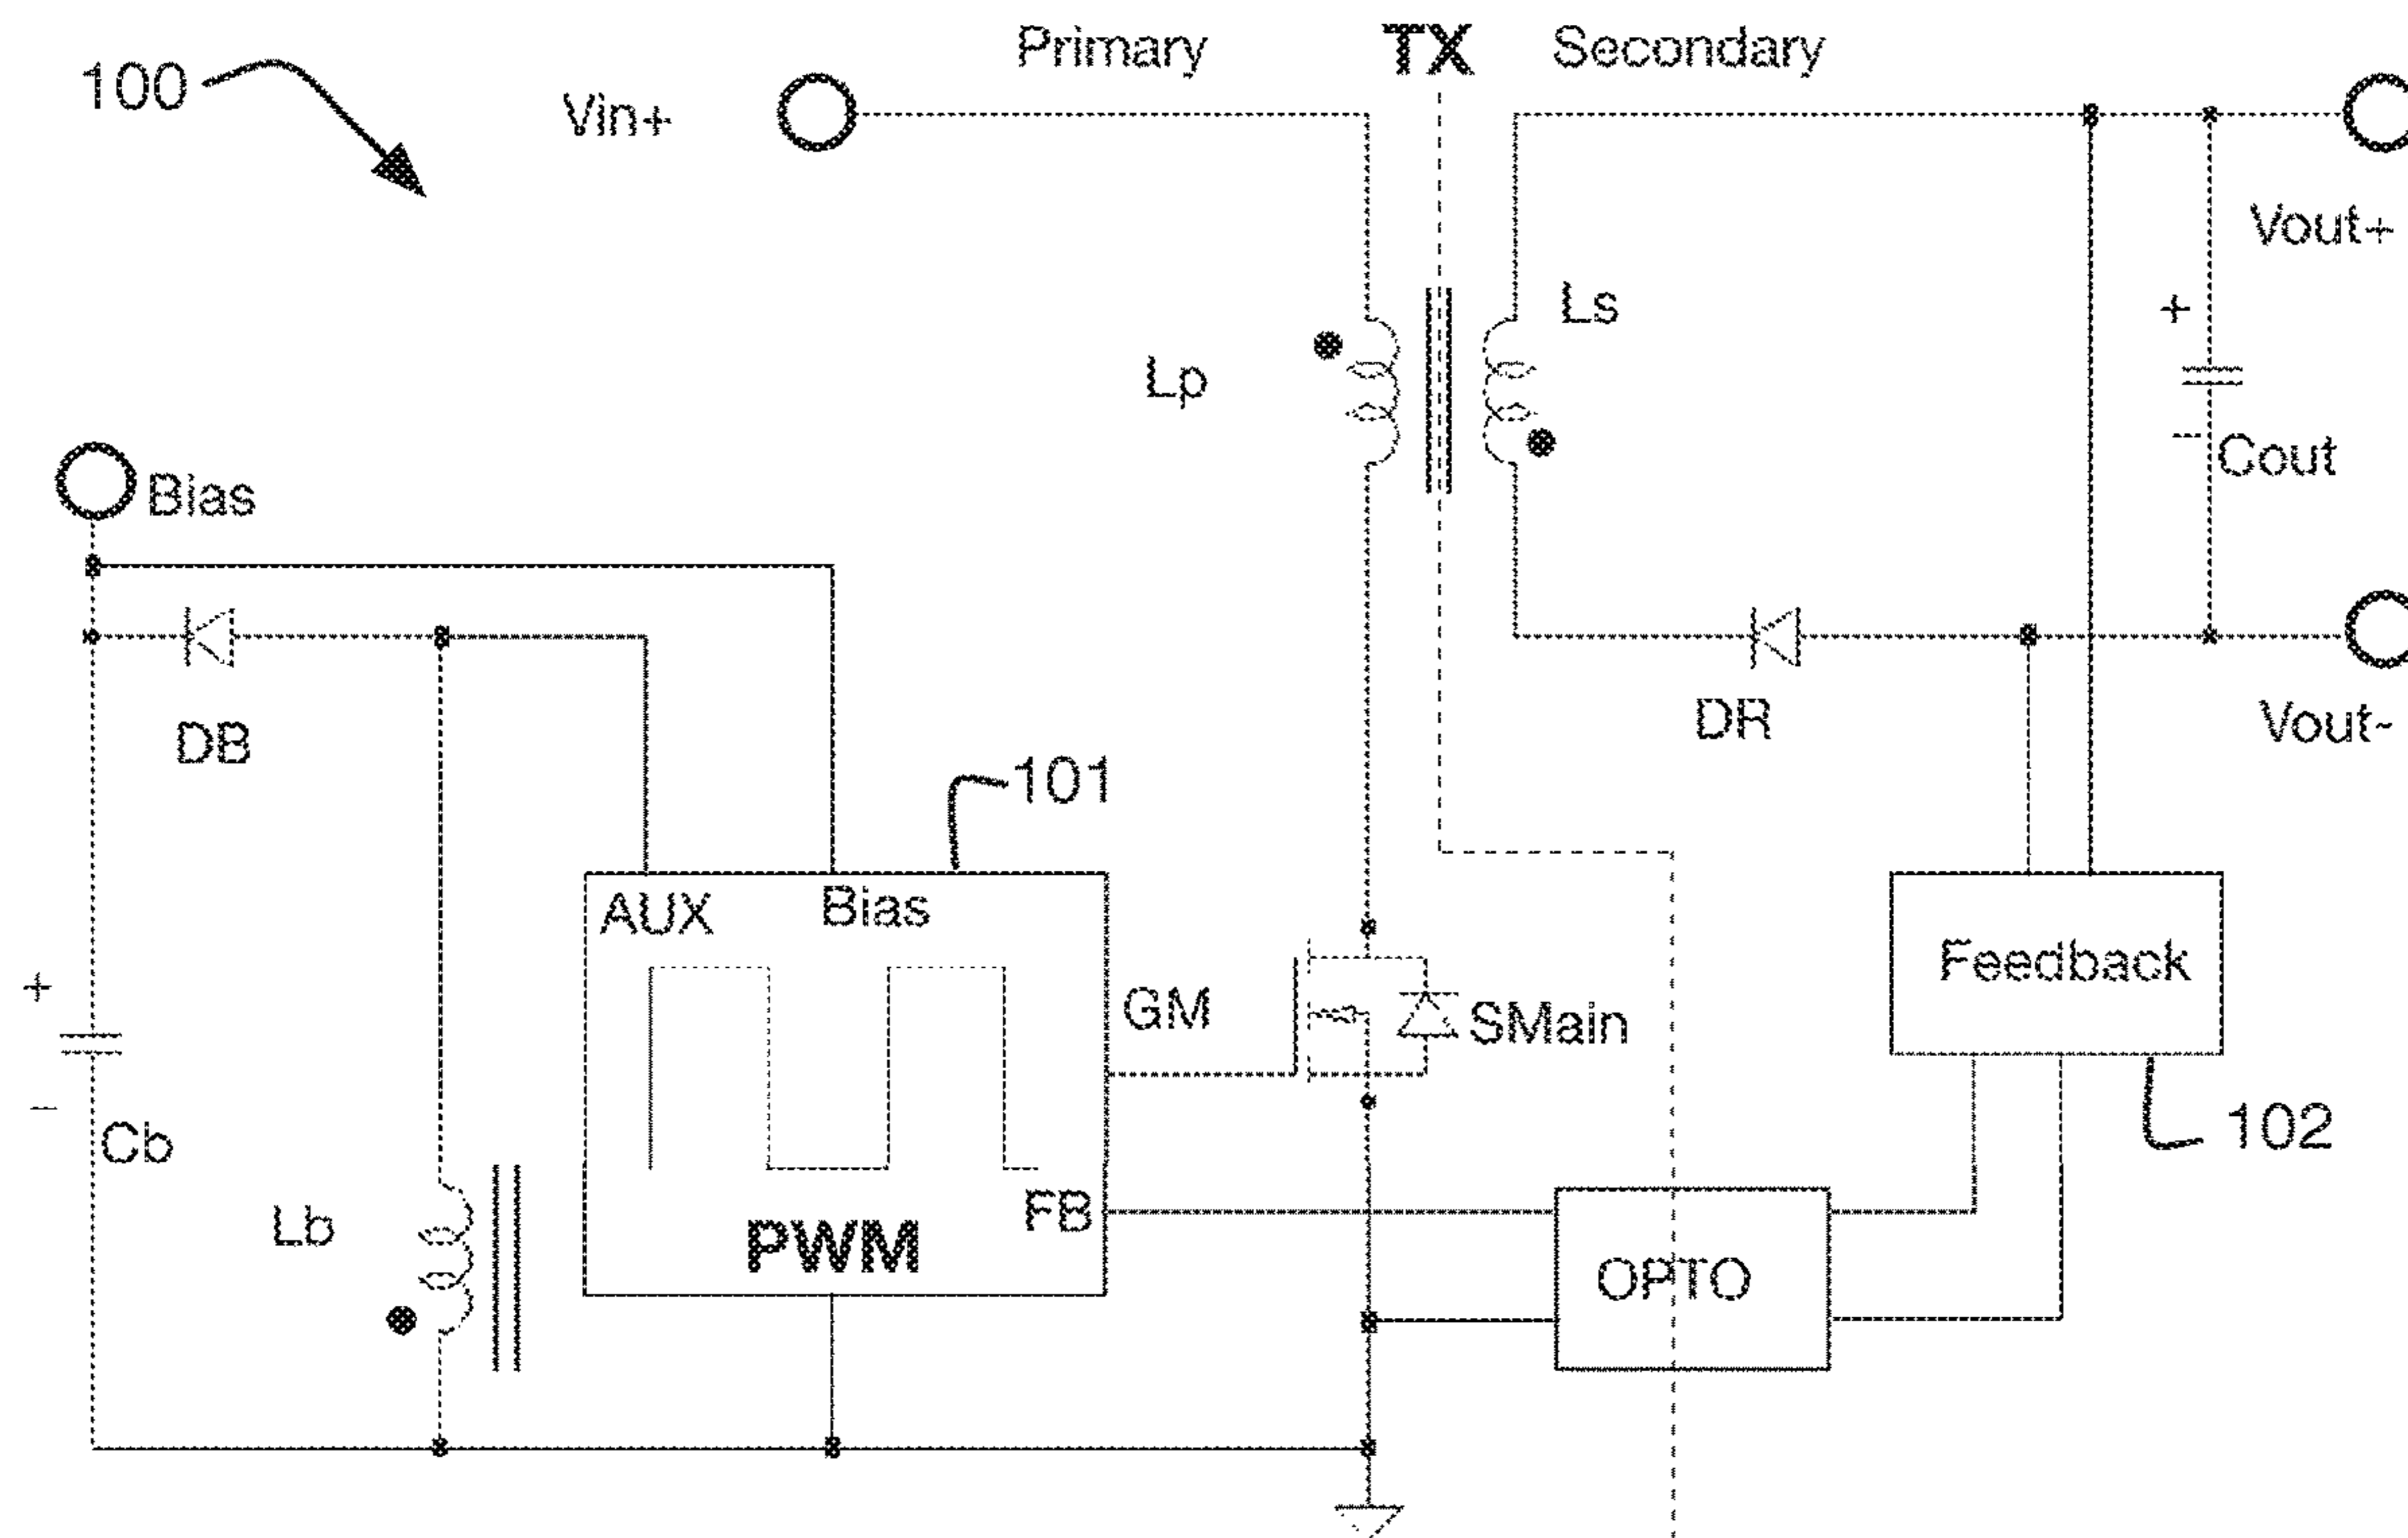 Primary TX Secondary
100
Vin+
Vout+
Ls
+
Lp
−
Cout
Bias
DB
DR
Vout-
101
AUX Bias
Feedback
+
GM
SMain
−
Cb
102
FB
Lb
PWM
OPTO